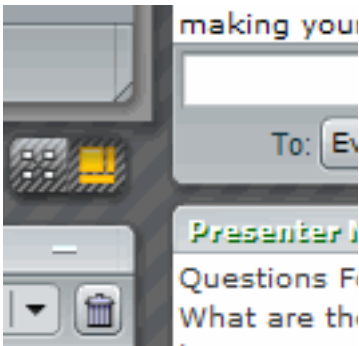 making your
To: Ev
Presenter N
Questions Fo
What are the